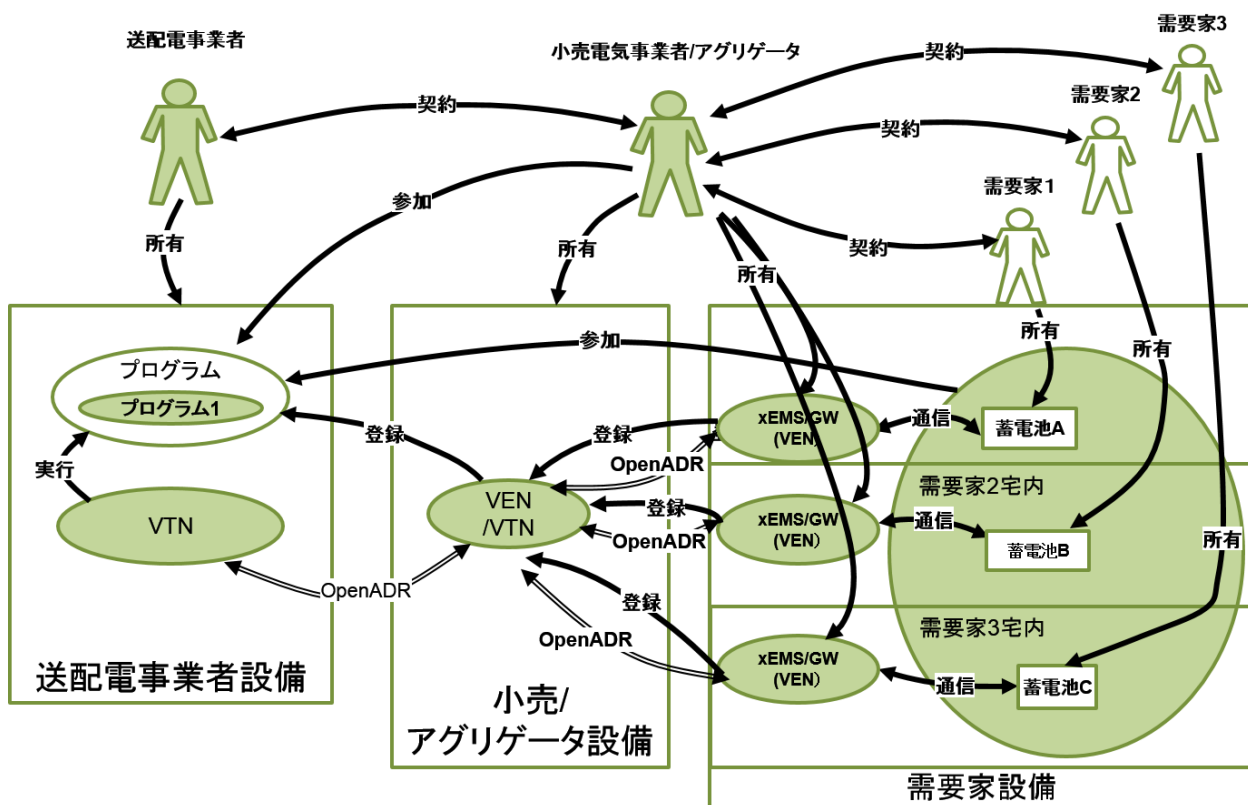 送配電事業者
小売電気事業者/アグリゲータ
需要家3
需要家2
需要家1
契約
契約
契約
契約
参加
所有
所有
所有
所有
所有
所有
参加
プログラム
プログラム1
実行
VTN
登録
OpenADR
送配電事業者設備
VEN
/VTN
登録
OpenADR
登録
OpenADR
登録
OpenADR
小売/
アグリゲータ設備
xEMS/GW
(VEN)
通信
蓄電池A
需要家2宅内
xEMS/GW
(VEN)
通信
蓄電池B
需要家3宅内
xEMS/GW
(VEN)
通信
蓄電池C
需要家設備